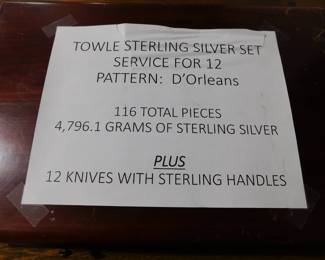 TOWLE STERLING SILVER SET
SERVICE FOR 12
PATTERN: D'Orleans
116 TOTAL PIECES
4,796.1 GRAMS OF STERLING SILVER
PLUS
12 KNIVES WITH STERLING HANDLES